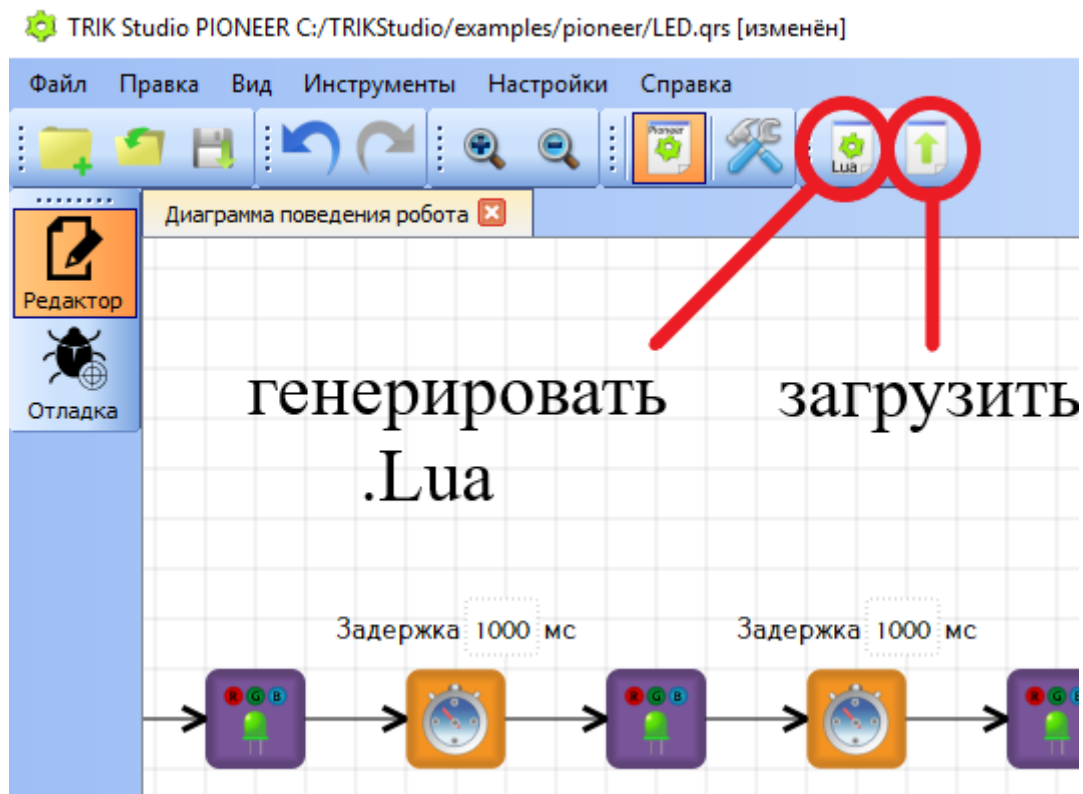 TRIK Studio PIONEER C:/TRIKStudio/examples/pioneer/LED.qrs [изменён]
Файл Правка Вид Инструменты Настройки Справка
Pioneer
Lua
Диаграмма поведения робота
Редактор
Отладка
генерировать загрузить
.Lua
Задержка 1000 мс Задержка 1000 мс
R G B R G B R G B